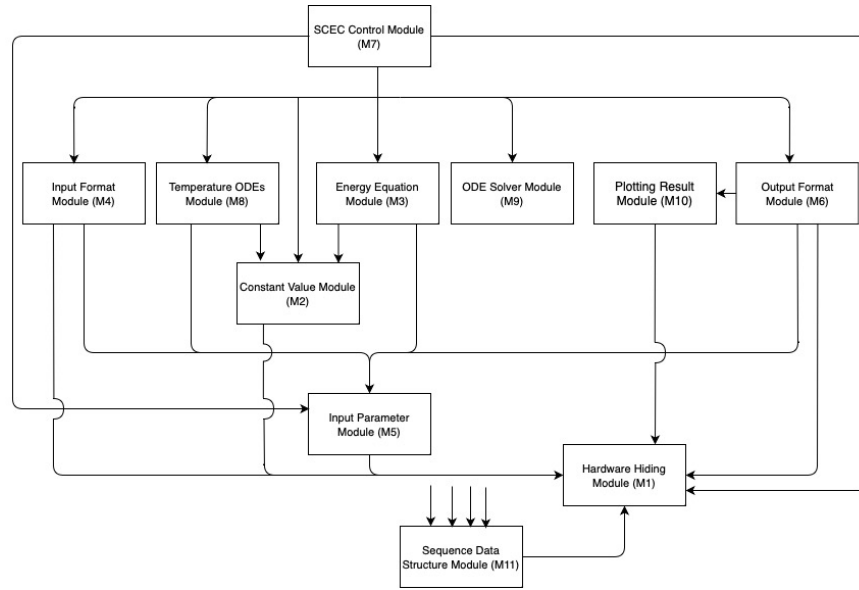 SCEC Control Module
(M7)
Input Format
Module (M4)
Temperature ODEs
Module (M8)
Energy Equation
Module (M3)
ODE Solver Module
(M9)
Plotting Result
Module (M10)
Output Format
Module (M6)
Constant Value Module
(M2)
Input Parameter
Module (M5)
Hardware Hiding
Module (M1)
Sequence Data
Structure Module (M11)